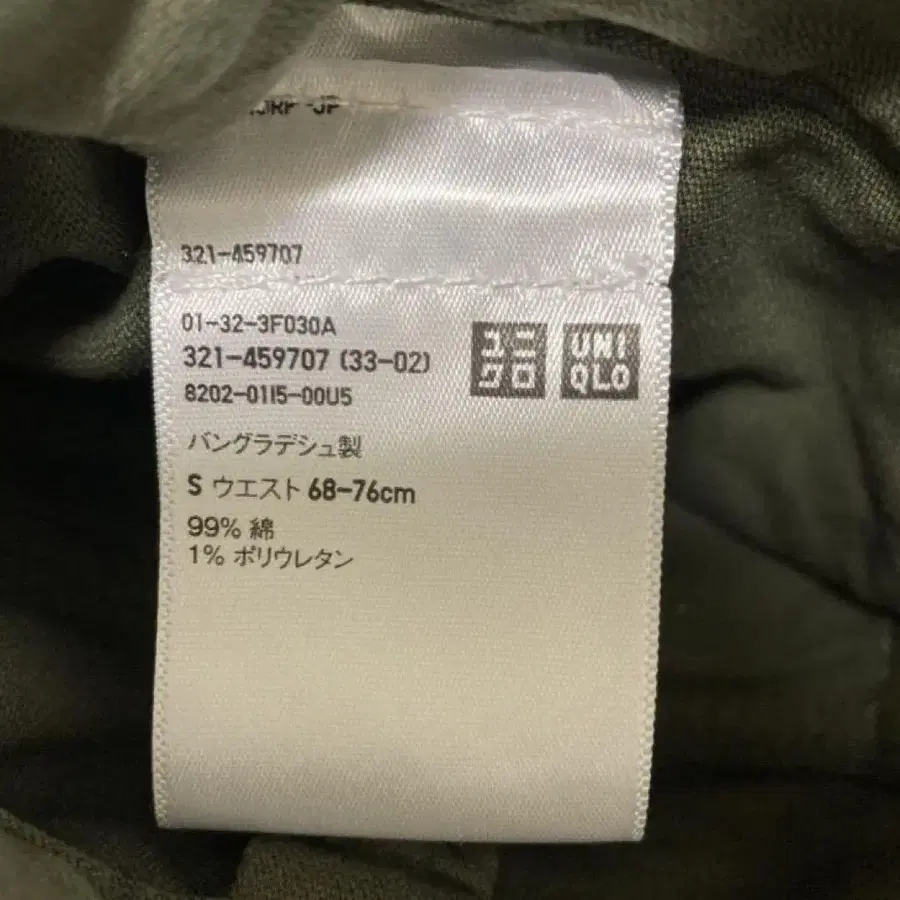 321-459707
01-32-3F030A
321-459707 (33-02)
8202-0115-00U5
ユニ
クロ
UNI
QLO
バングラデシュ製
S ウエスト 68-76cm
99% 綿
1% ポリウレタン